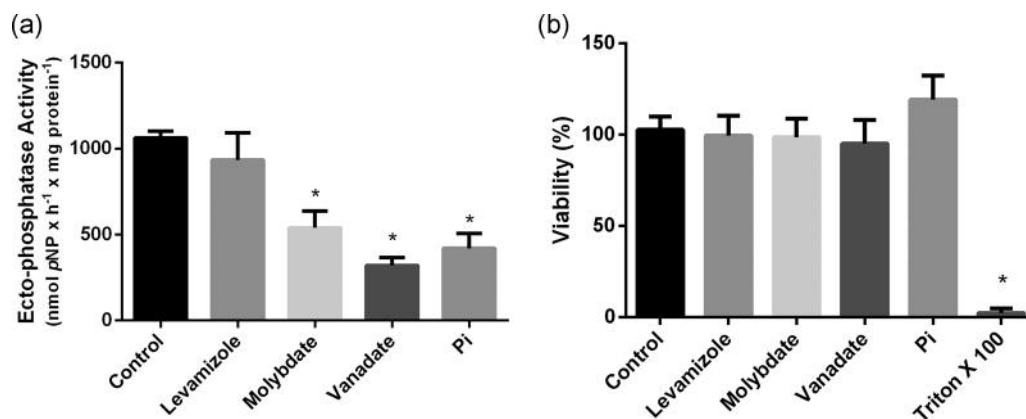 (a)
Ecto-phosphatase Activity
(nmol pNP x h⁻¹ x mg protein⁻¹)
1500
1000
500
0
*
*
*
Control
Levamizole
Molybdate
Vanadate
Pi
(b)
Viability (%)
150
100
50
0
*
Control
Levamizole
Molybdate
Vanadate
Pi
Triton X 100